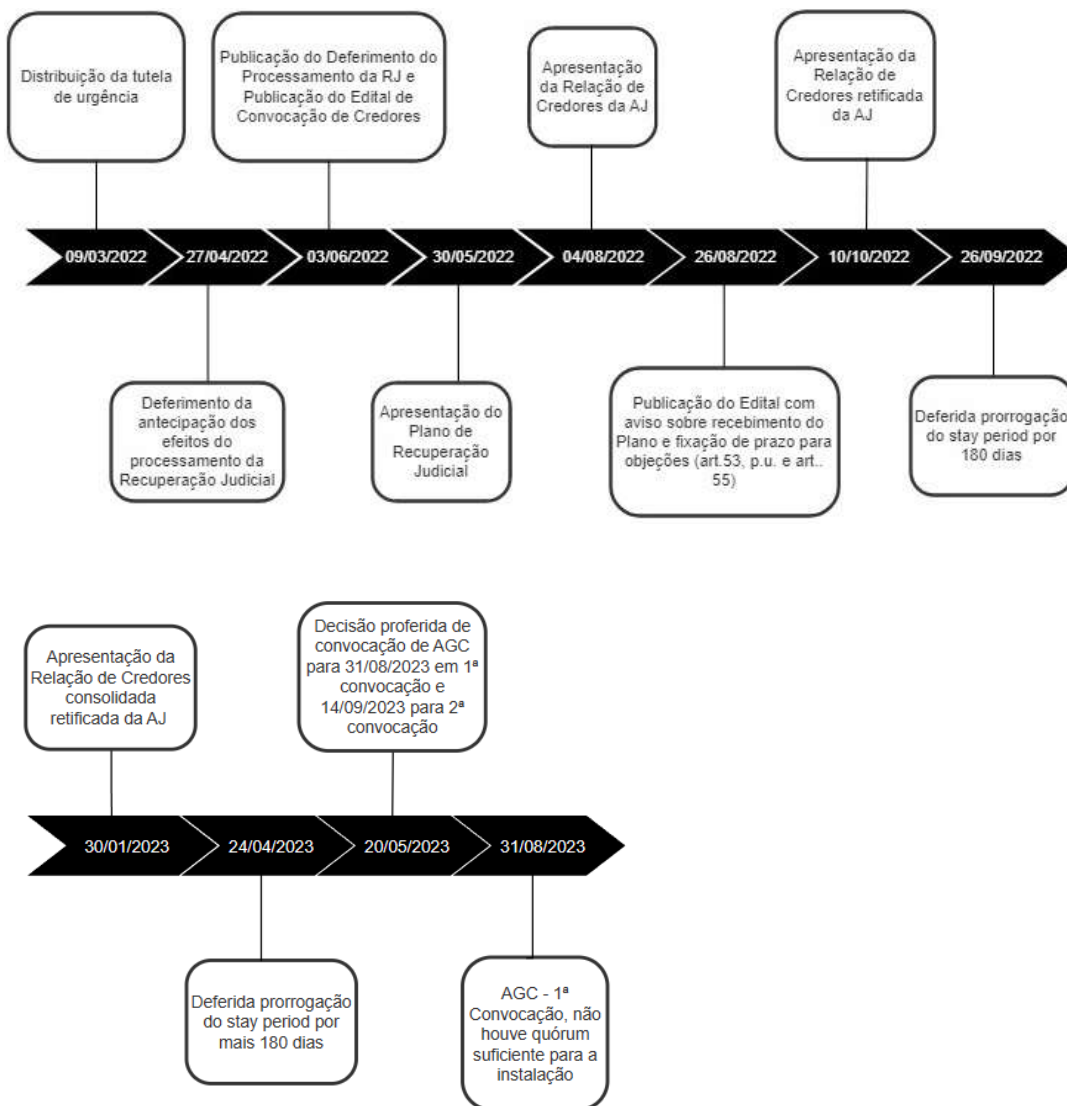 Distribuição da tutela
de urgência
Publicação do Deferimento do
Processamento da RJ e
Publicação do Edital de
Convocação de Credores
Apresentação
da Relação de
Credores da AJ
Apresentação da
Relação de
Credores retificada
da AJ
09/03/2022
27/04/2022
03/06/2022
30/05/2022
04/08/2022
26/08/2022
10/10/2022
26/09/2022
Deferimento da
antecipação dos
efeitos do
processamento da
Recuperação Judicial
Apresentação do
Plano de
Recuperação
Judicial
Publicação do Edital com
aviso sobre recebimento do
Plano e fixação de prazo para
objeções (art.53, p.u. e art..
55)
Deferida prorrogação
do stay period por
180 dias
Apresentação da
Relação de Credores
consolidada
retificada da AJ
Decisão proferida de
convocação de AGC
para 31/08/2023 em 1ª
convocação e
14/09/2023 para 2ª
convocação
30/01/2023
24/04/2023
20/05/2023
31/08/2023
Deferida prorrogação
do stay period por
mais 180 dias
AGC - 1ª
Convocação, não
houve quórum
suficiente para a
instalação